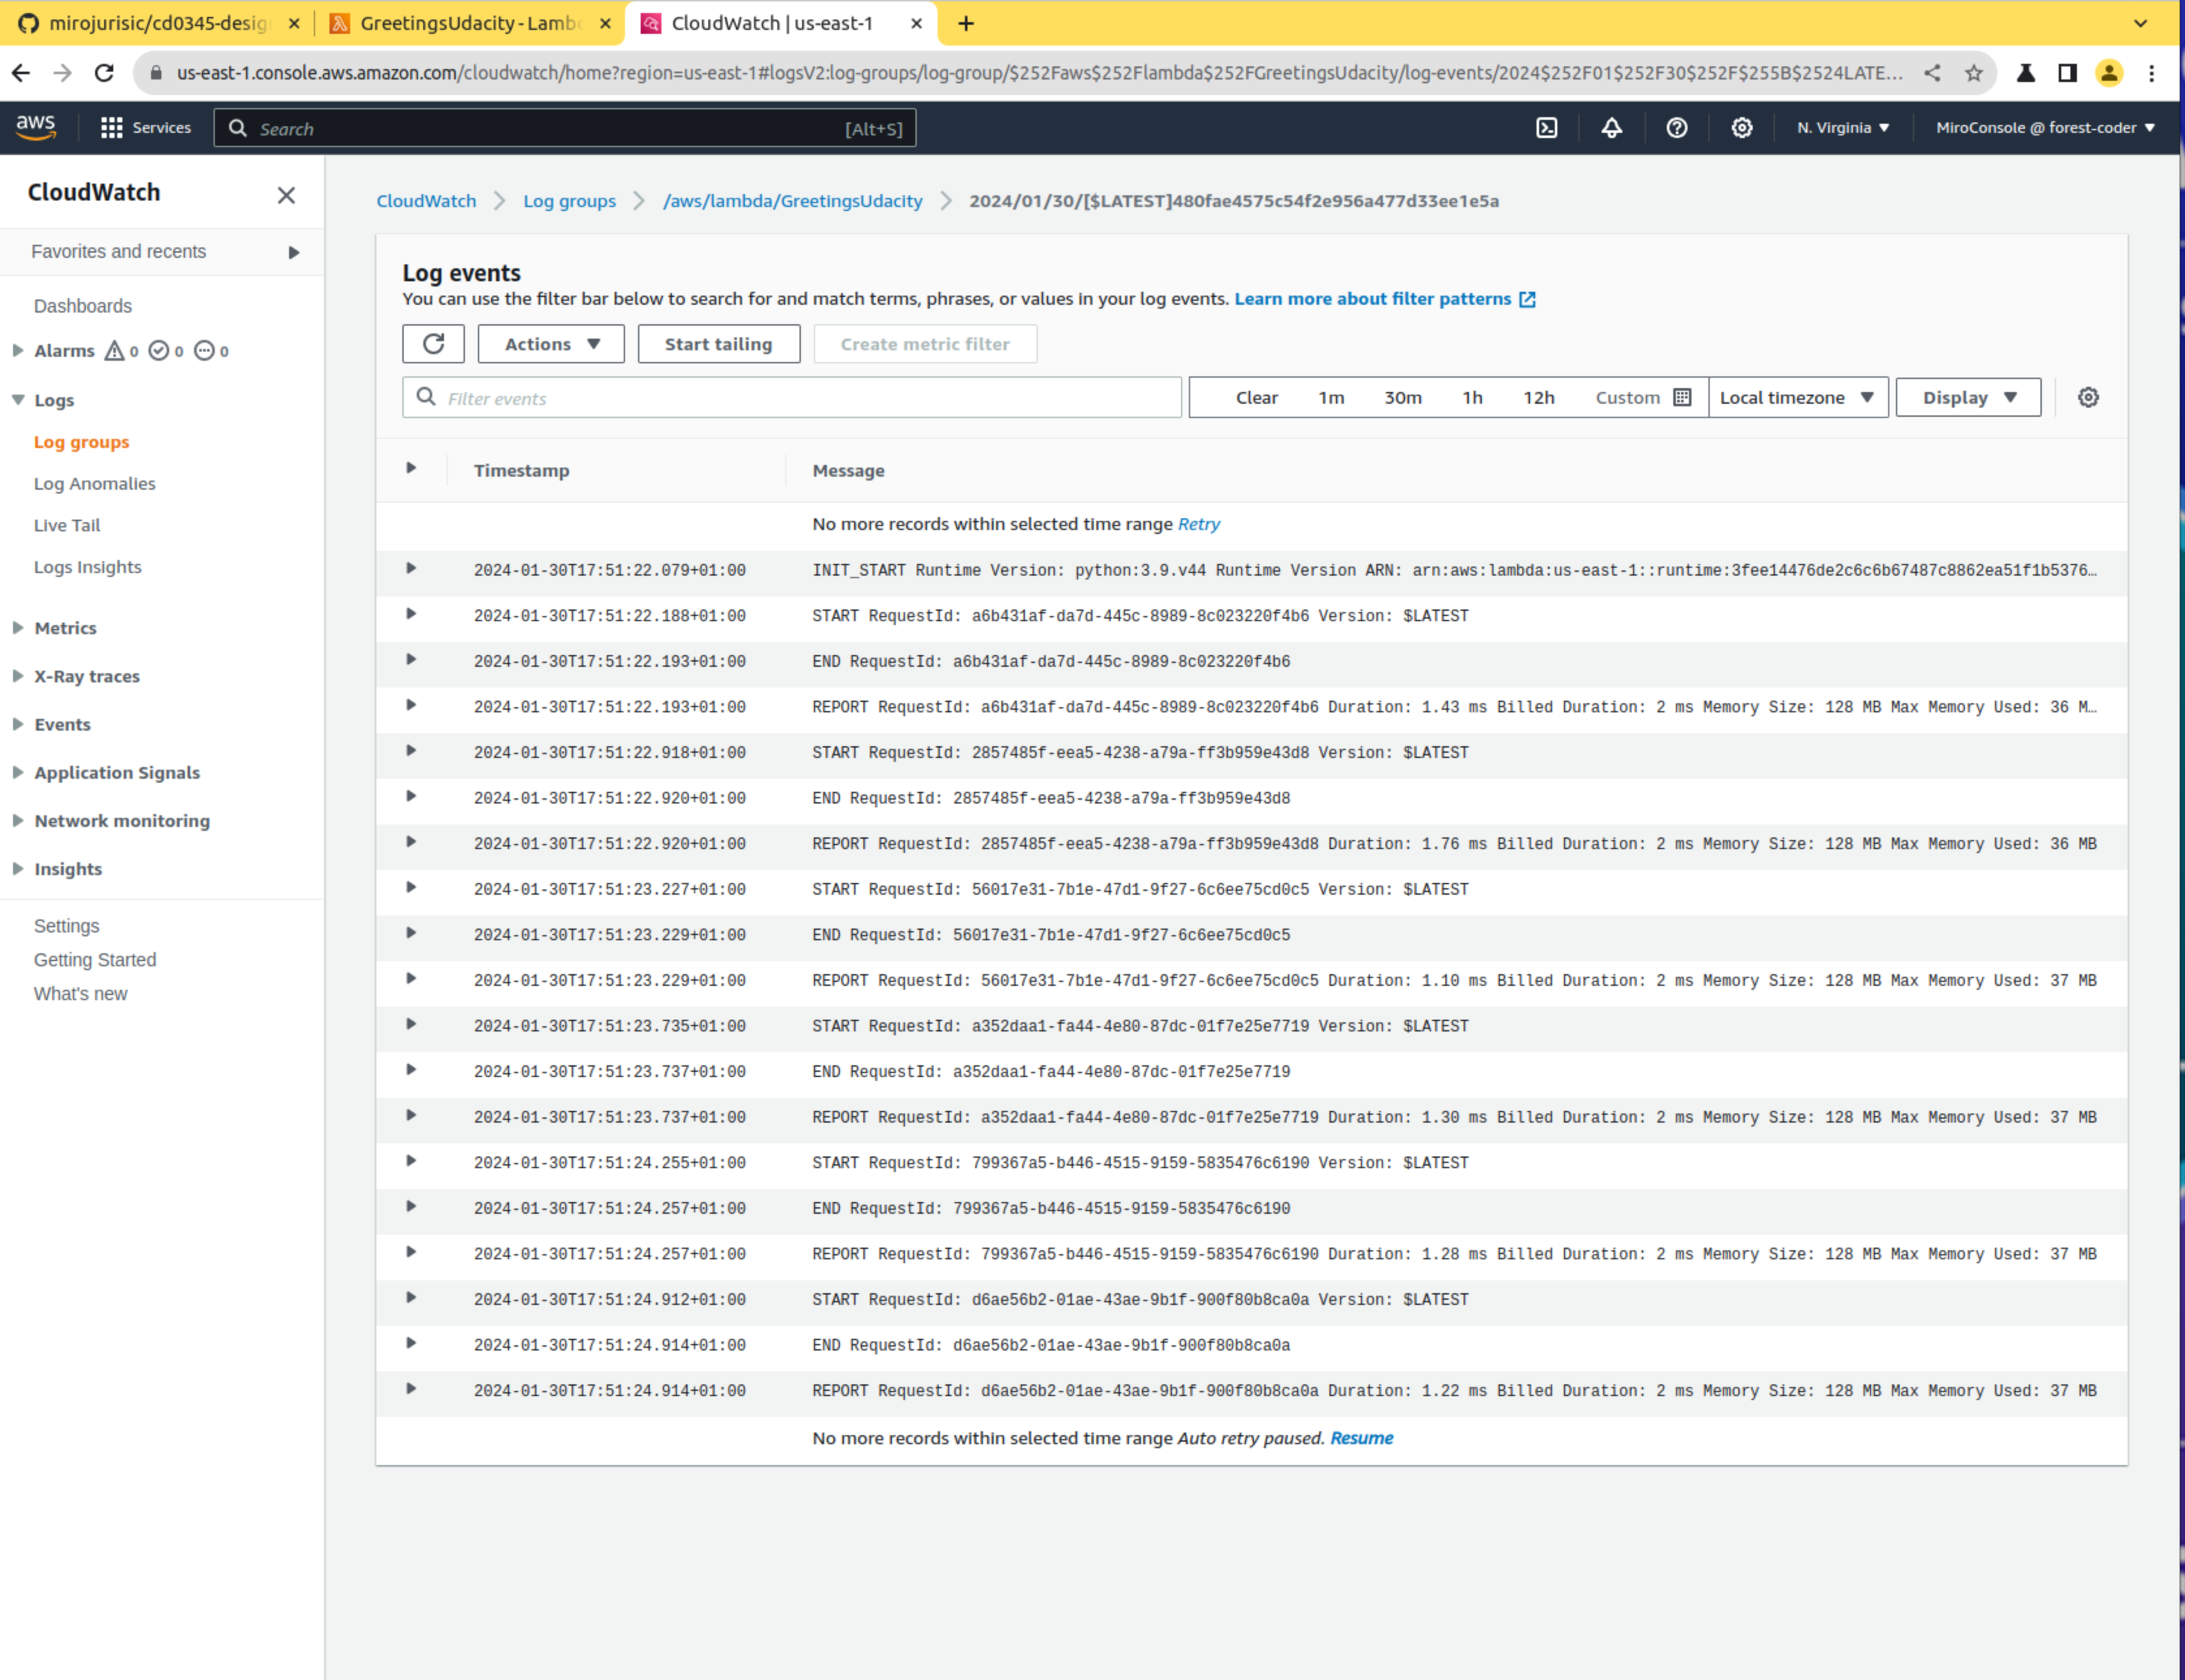 mirojurisic/cd0345-desig
GreetingsUdacity - Lambd
CloudWatch | us-east-1
us-east-1.console.aws.amazon.com/cloudwatch/home?region=us-east-1#logsV2:log-groups/log-group/$252Faws$252Flambda$252FGreetingsUdacity/log-events/2024$252F01$252F30$252F$255B$2524LATE...
aws
Services
Search
[Alt+S]
N. Virginia
MiroConsole @ forest-coder
CloudWatch
Favorites and recents
Dashboards
Alarms 0 0 0
Logs
Log groups
Log Anomalies
Live Tail
Logs Insights
Metrics
X-Ray traces
Events
Application Signals
Network monitoring
Insights
Settings
Getting Started
What's new
CloudWatch
Log groups
/aws/lambda/GreetingsUdacity
2024/01/30/[$LATEST]480fae4575c54f2e956a477d33ee1e5a
Log events
You can use the filter bar below to search for and match terms, phrases, or values in your log events. Learn more about filter patterns
Actions
Start tailing
Create metric filter
Filter events
Clear 1m 30m 1h 12h Custom
Local timezone
Display
Timestamp Message
No more records within selected time range Retry
2024-01-30T17:51:22.079+01:00 INIT_START Runtime Version: python:3.9.v44 Runtime Version ARN: arn:aws:lambda:us-east-1::runtime:3fee14476de2c6c6b67487c8862ea51f1b5376…
2024-01-30T17:51:22.188+01:00 START RequestId: a6b431af-da7d-445c-8989-8c023220f4b6 Version: $LATEST
2024-01-30T17:51:22.193+01:00 END RequestId: a6b431af-da7d-445c-8989-8c023220f4b6
2024-01-30T17:51:22.193+01:00 REPORT RequestId: a6b431af-da7d-445c-8989-8c023220f4b6 Duration: 1.43 ms Billed Duration: 2 ms Memory Size: 128 MB Max Memory Used: 36 M…
2024-01-30T17:51:22.918+01:00 START RequestId: 2857485f-eea5-4238-a79a-ff3b959e43d8 Version: $LATEST
2024-01-30T17:51:22.920+01:00 END RequestId: 2857485f-eea5-4238-a79a-ff3b959e43d8
2024-01-30T17:51:22.920+01:00 REPORT RequestId: 2857485f-eea5-4238-a79a-ff3b959e43d8 Duration: 1.76 ms Billed Duration: 2 ms Memory Size: 128 MB Max Memory Used: 36 MB
2024-01-30T17:51:23.227+01:00 START RequestId: 56017e31-7b1e-47d1-9f27-6c6ee75cd0c5 Version: $LATEST
2024-01-30T17:51:23.229+01:00 END RequestId: 56017e31-7b1e-47d1-9f27-6c6ee75cd0c5
2024-01-30T17:51:23.229+01:00 REPORT RequestId: 56017e31-7b1e-47d1-9f27-6c6ee75cd0c5 Duration: 1.10 ms Billed Duration: 2 ms Memory Size: 128 MB Max Memory Used: 37 MB
2024-01-30T17:51:23.735+01:00 START RequestId: a352daa1-fa44-4e80-87dc-01f7e25e7719 Version: $LATEST
2024-01-30T17:51:23.737+01:00 END RequestId: a352daa1-fa44-4e80-87dc-01f7e25e7719
2024-01-30T17:51:23.737+01:00 REPORT RequestId: a352daa1-fa44-4e80-87dc-01f7e25e7719 Duration: 1.30 ms Billed Duration: 2 ms Memory Size: 128 MB Max Memory Used: 37 MB
2024-01-30T17:51:24.255+01:00 START RequestId: 799367a5-b446-4515-9159-5835476c6190 Version: $LATEST
2024-01-30T17:51:24.257+01:00 END RequestId: 799367a5-b446-4515-9159-5835476c6190
2024-01-30T17:51:24.257+01:00 REPORT RequestId: 799367a5-b446-4515-9159-5835476c6190 Duration: 1.28 ms Billed Duration: 2 ms Memory Size: 128 MB Max Memory Used: 37 MB
2024-01-30T17:51:24.912+01:00 START RequestId: d6ae56b2-01ae-43ae-9b1f-900f80b8ca0a Version: $LATEST
2024-01-30T17:51:24.914+01:00 END RequestId: d6ae56b2-01ae-43ae-9b1f-900f80b8ca0a
2024-01-30T17:51:24.914+01:00 REPORT RequestId: d6ae56b2-01ae-43ae-9b1f-900f80b8ca0a Duration: 1.22 ms Billed Duration: 2 ms Memory Size: 128 MB Max Memory Used: 37 MB
No more records within selected time range Auto retry paused. Resume